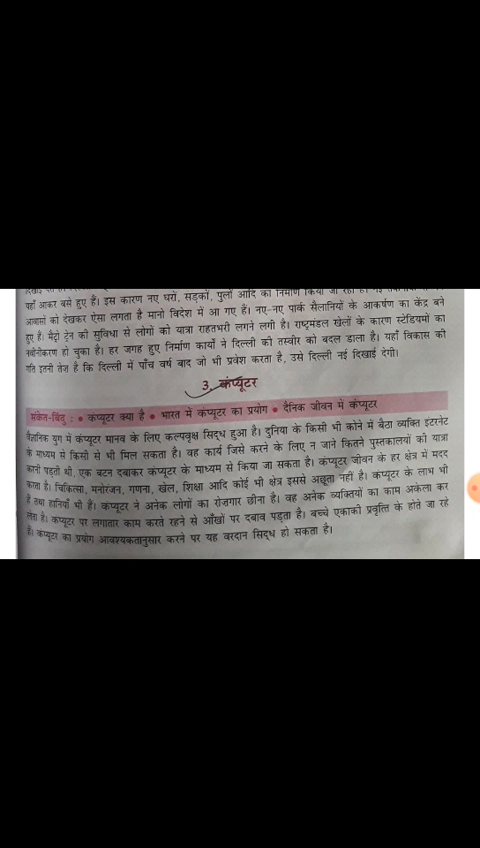 यहाँ आकर बसे हुए हैं। इस कारण नए घरों, सड़कों, पुलों आदि का निर्माण किया जा रहा है।
आवासों को देखकर ऐसा लगता है मानो विदेश में आ गए हैं। नए-नए पार्क सैलानियों के आकर्षण का केंद्र बने
हुए हैं। मैट्रो ट्रेन की सुविधा से लोगों को यात्रा राहतभरी लगने लगी है। राष्ट्रमंडल खेलों के कारण स्टेडियमों का
नवीनीकरण हो चुका है। हर जगह हुए निर्माण कार्यों ने दिल्ली की तस्वीर को बदल डाला है। यहाँ विकास की
गति इतनी तेज़ है कि दिल्ली में पाँच वर्ष बाद जो भी प्रवेश करता है, उसे दिल्ली नई दिखाई देगी।
3. कंप्यूटर
संकेत-बिंदु : • कंप्यूटर क्या है • भारत में कंप्यूटर का प्रयोग • दैनिक जीवन में कंप्यूटर
वैज्ञानिक युग में कंप्यूटर मानव के लिए कल्पवृक्ष सिद्ध हुआ है। दुनिया के किसी भी कोने में बैठा व्यक्ति इंटरनेट
के माध्यम से किसी से भी मिल सकता है। वह कार्य जिसे करने के लिए न जाने कितने पुस्तकालयों की यात्रा
करनी पड़ती थी, एक बटन दबाकर कंप्यूटर के माध्यम से किया जा सकता है। कंप्यूटर जीवन के हर क्षेत्र में मदद
करता है। चिकित्सा, मनोरंजन, गणना, खेल, शिक्षा आदि कोई भी क्षेत्र इससे अछूता नहीं है। कंप्यूटर के लाभ भी
हैं तथा हानियाँ भी हैं। कंप्यूटर ने अनेक लोगों का रोज़गार छीना है। वह अनेक व्यक्तियों का काम अकेला कर
लेता है। कंप्यूटर पर लगातार काम करते रहने से आँखों पर दबाव पड़ता है। बच्चे एकाकी प्रवृत्ति के होते जा रहे
हैं। कंप्यूटर का प्रयोग आवश्यकतानुसार करने पर यह वरदान सिद्ध हो सकता है।